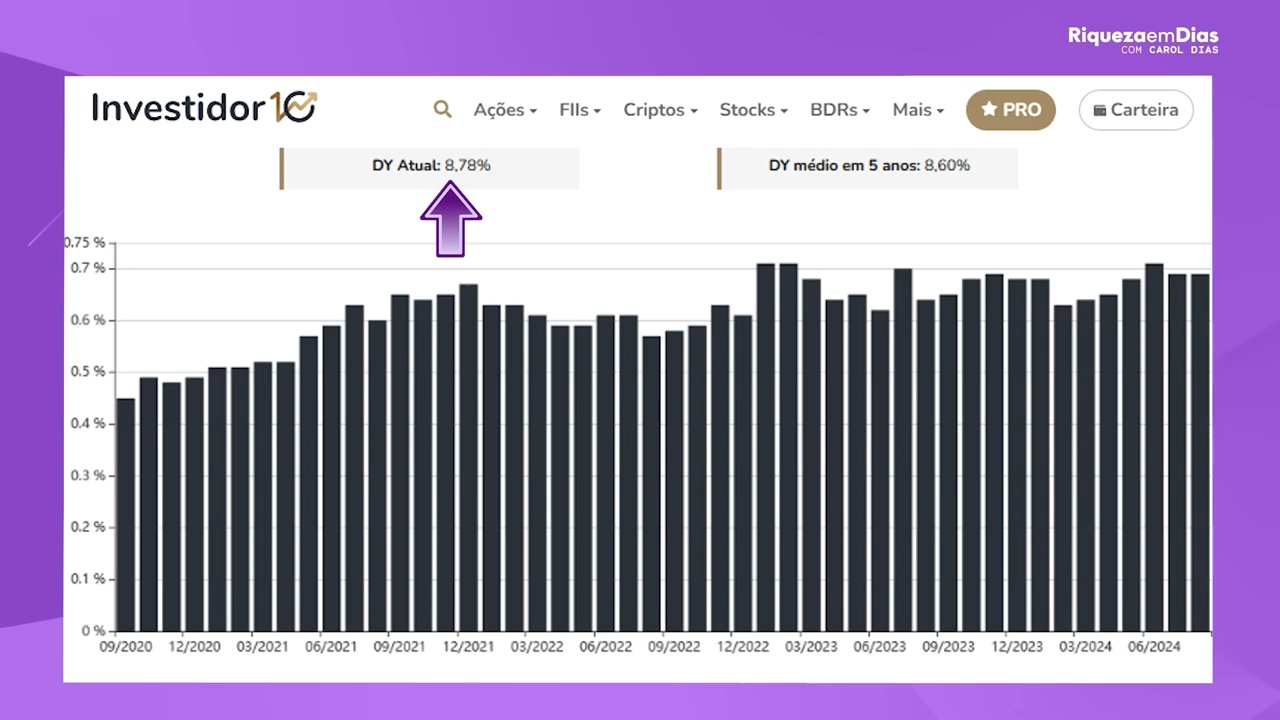 RiquezaemDias
COM CAROL DIAS
Investidor 10
Ações
FIIs
Criptos
Stocks
BDRs
Mais
PRO
Carteira
DY Atual: 8,78%
DY médio em 5 anos: 8,60%
0.75 %
0.7 %
0.6 %
0.5 %
0.4 %
0.3 %
0.2 %
0.1 %
0 %
09/2020 12/2020 03/2021 06/2021 09/2021 12/2021 03/2022 06/2022 09/2022 12/2022 03/2023 06/2023 09/2023 12/2023 03/2024 06/2024